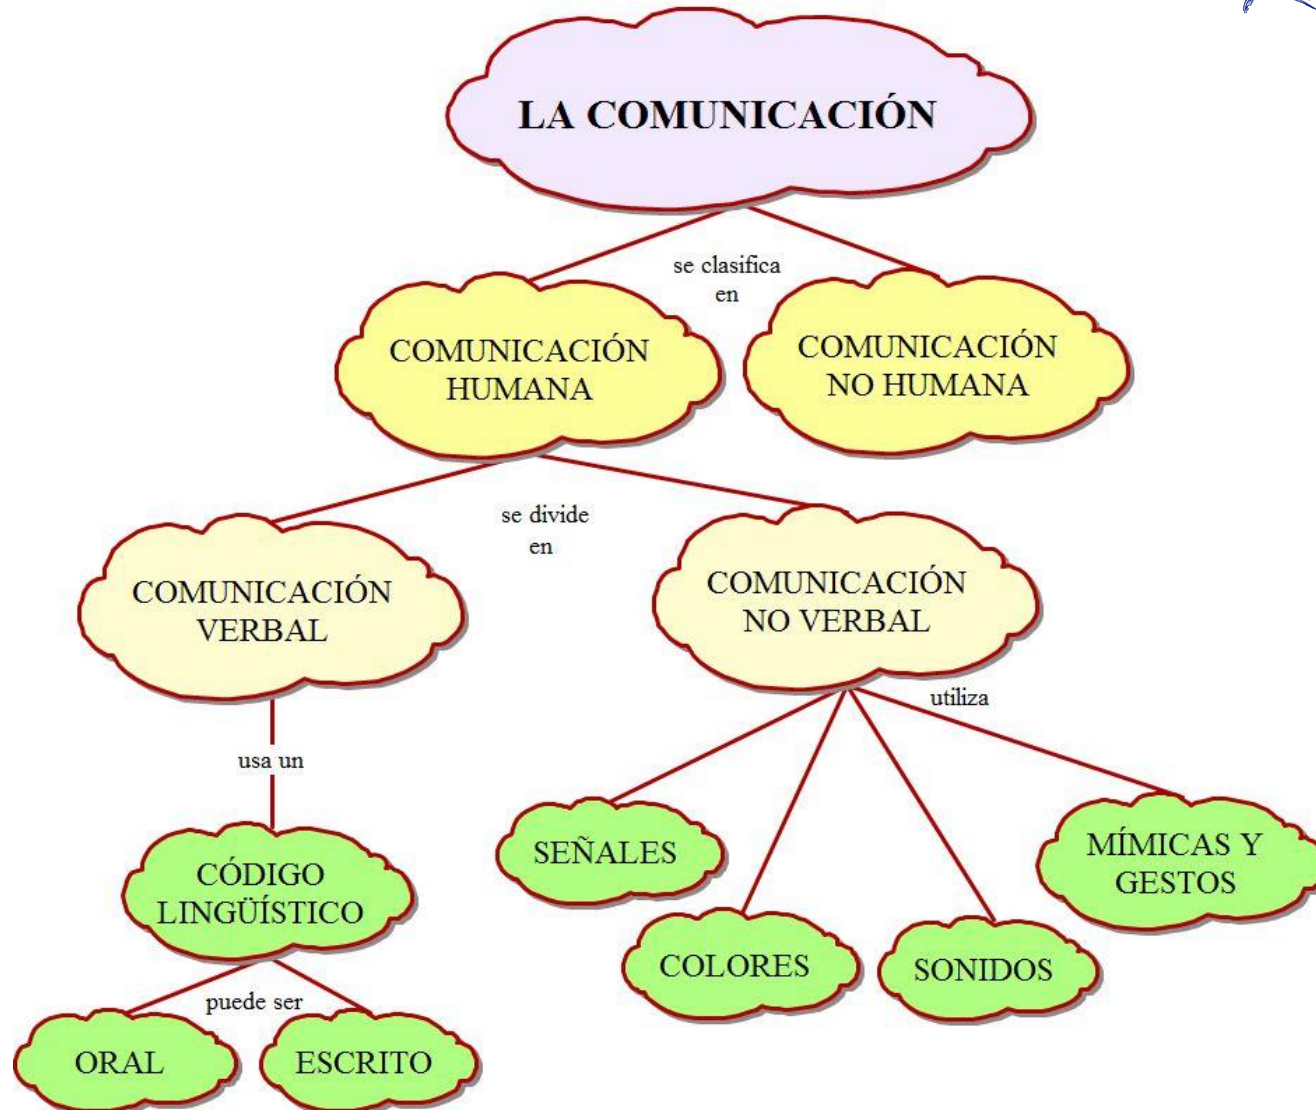 LA COMUNICACIÓN
se clasifica
en
COMUNICACIÓN
HUMANA
COMUNICACIÓN
NO HUMANA
se divide
en
COMUNICACIÓN
VERBAL
COMUNICACIÓN
NO VERBAL
usa un
utiliza
CÓDIGO
LINGÜÍSTICO
SEÑALES
COLORES
SONIDOS
MÍMICAS Y
GESTOS
puede ser
ORAL
ESCRITO